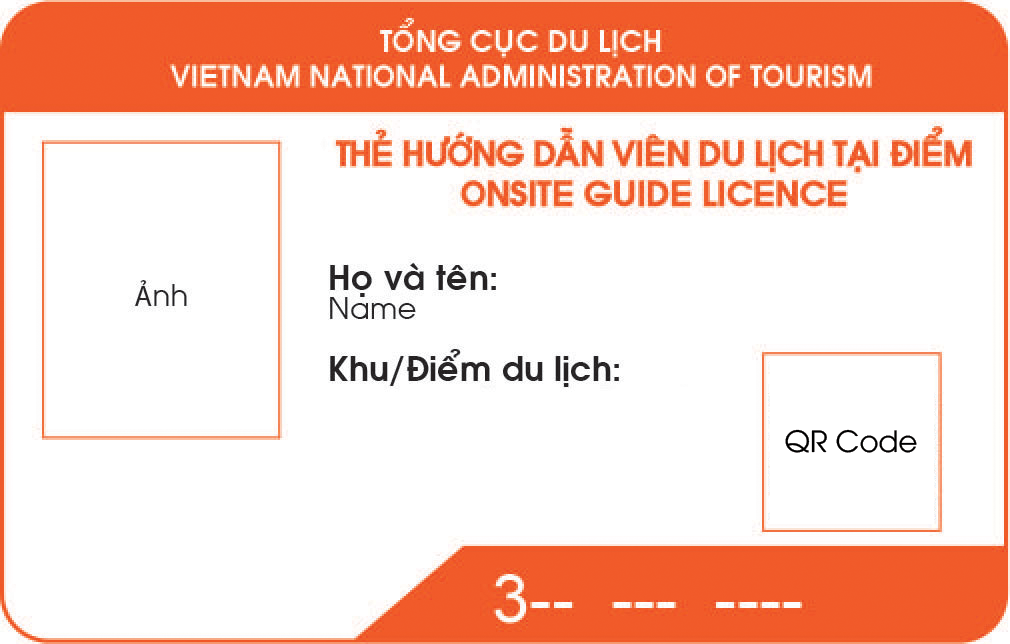 TỔNG CỤC DU LỊCH
VIETNAM NATIONAL ADMINISTRATION OF TOURISM
THẺ HƯỚNG DẪN VIÊN DU LỊCH TẠI ĐIỂM
ONSITE GUIDE LICENCE
Ảnh
Họ và tên:
Name
Khu/Điểm du lịch:
QR Code
3-- --- ----